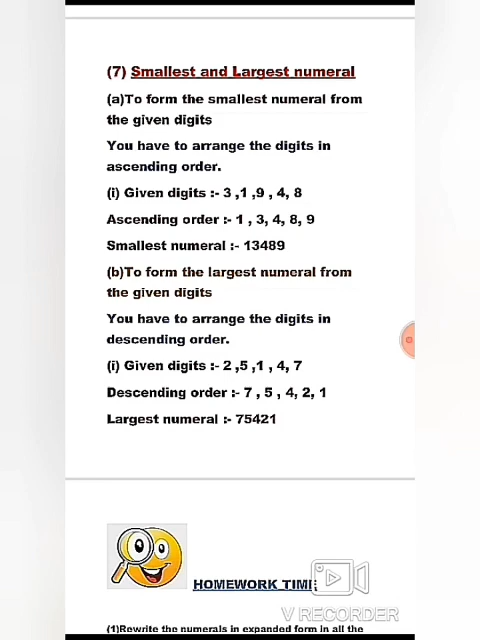 (7) Smallest and Largest numeral
(a)To form the smallest numeral from
the given digits
You have to arrange the digits in
ascending order.
(i) Given digits :- 3 ,1 ,9 , 4, 8
Ascending order :- 1 , 3, 4, 8, 9
Smallest numeral :- 13489
(b)To form the largest numeral from
the given digits
You have to arrange the digits in
descending order.
(i) Given digits :- 2 ,5 ,1 , 4, 7
Descending order :- 7 , 5 , 4, 2, 1
Largest numeral :- 75421
HOMEWORK TIME
V RECORDER
(1)Rewrite the numerals in expanded form in all the